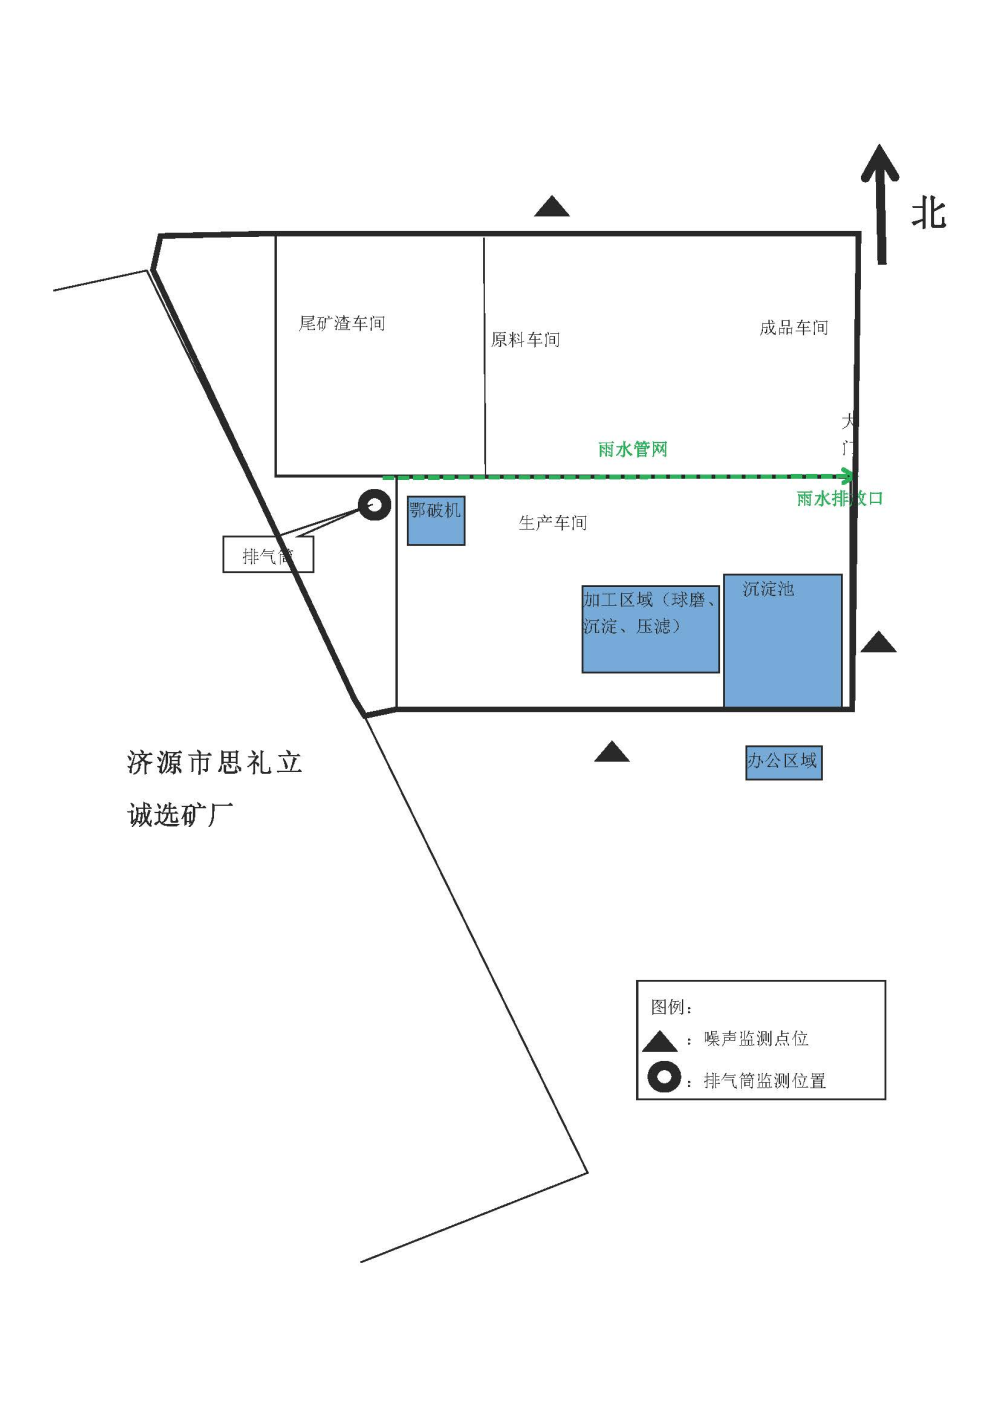 北
尾矿渣车间
原料车间
成品车间
大
门
雨水管网
雨水排放口
鄂破机
生产车间
排气筒
加工区域（球磨、
沉淀、压滤）
沉淀池
办公区域
济源市思礼立
诚选矿厂
图例：
：噪声监测点位
：排气筒监测位置